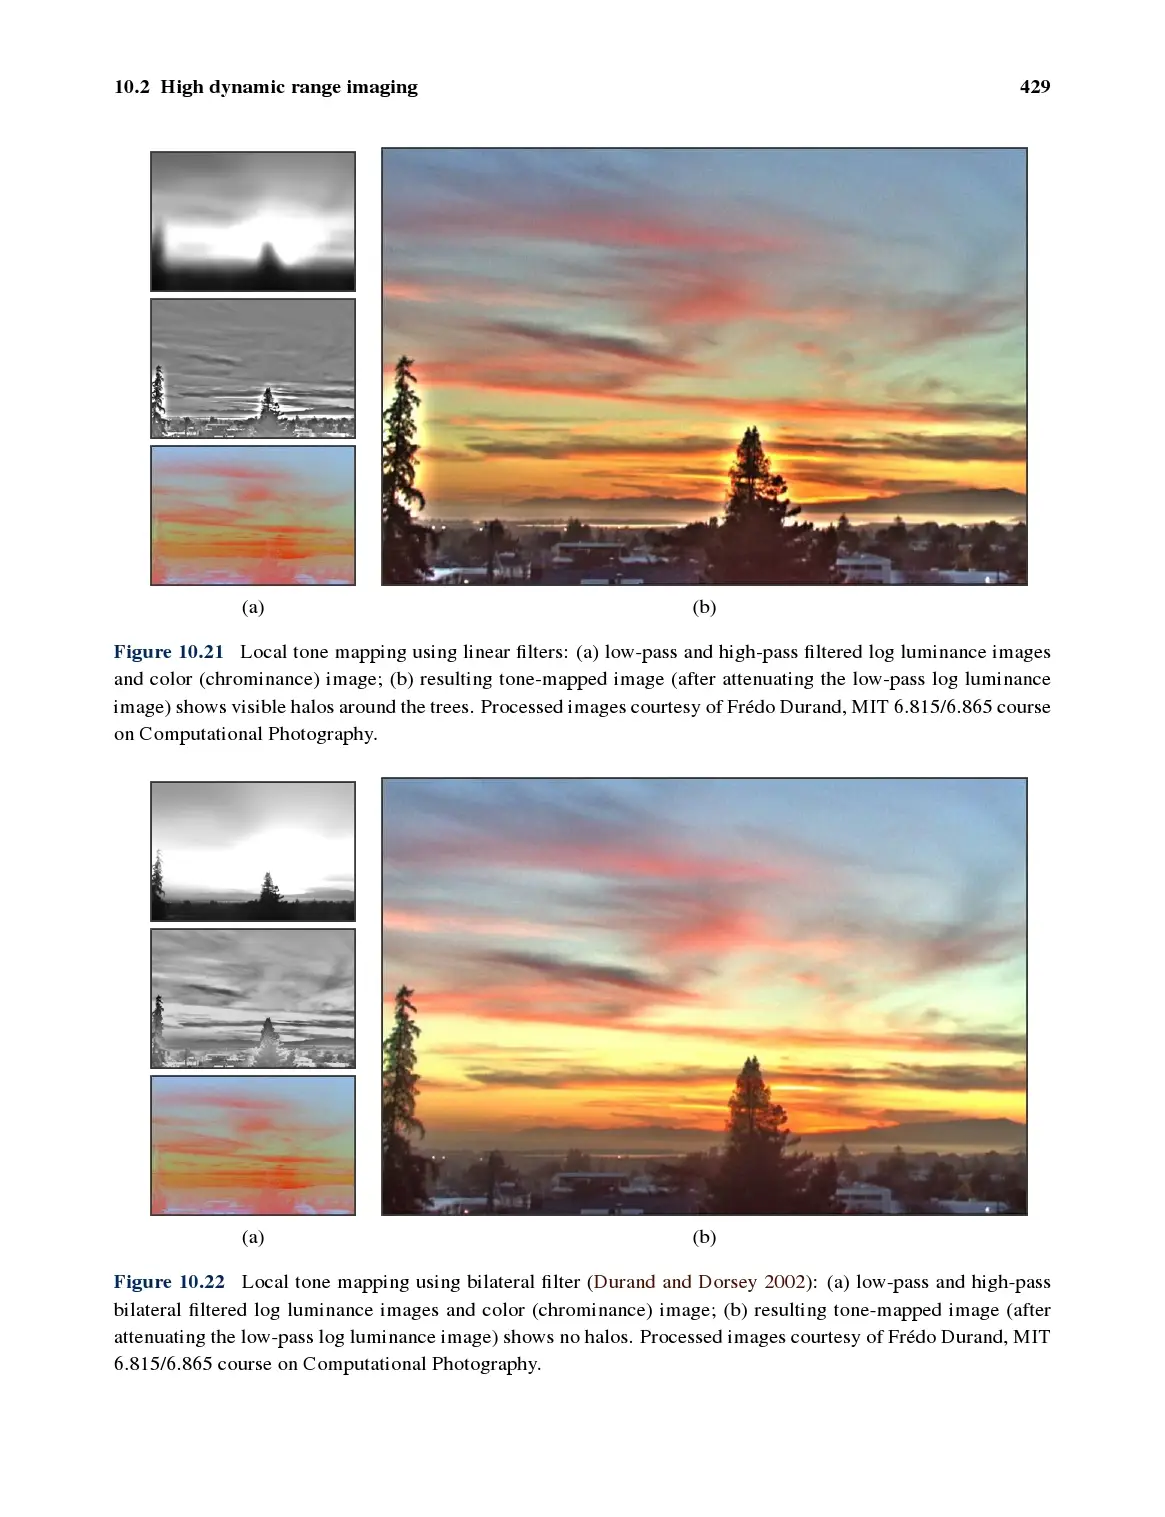 10.2 High dynamic range imaging 429
(a) (b)
Figure 10.21 Local tone mapping using linear filters: (a) low-pass and high-pass filtered log luminance images
and color (chrominance) image; (b) resulting tone-mapped image (after attenuating the low-pass log luminance
image) shows visible halos around the trees. Processed images courtesy of Frédo Durand, MIT 6.815/6.865 course
on Computational Photography.
(a) (b)
Figure 10.22 Local tone mapping using bilateral filter (Durand and Dorsey 2002): (a) low-pass and high-pass
bilateral filtered log luminance images and color (chrominance) image; (b) resulting tone-mapped image (after
attenuating the low-pass log luminance image) shows no halos. Processed images courtesy of Frédo Durand, MIT
6.815/6.865 course on Computational Photography.